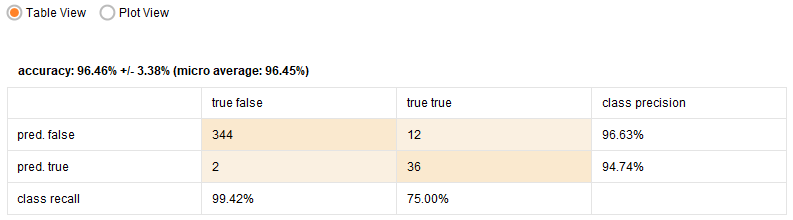 Table View Plot View
accuracy: 96.46% +/- 3.38% (micro average: 96.45%)
true false true true class precision
pred. false 344 12 96.63%
pred. true 2 36 94.74%
class recall 99.42% 75.00%